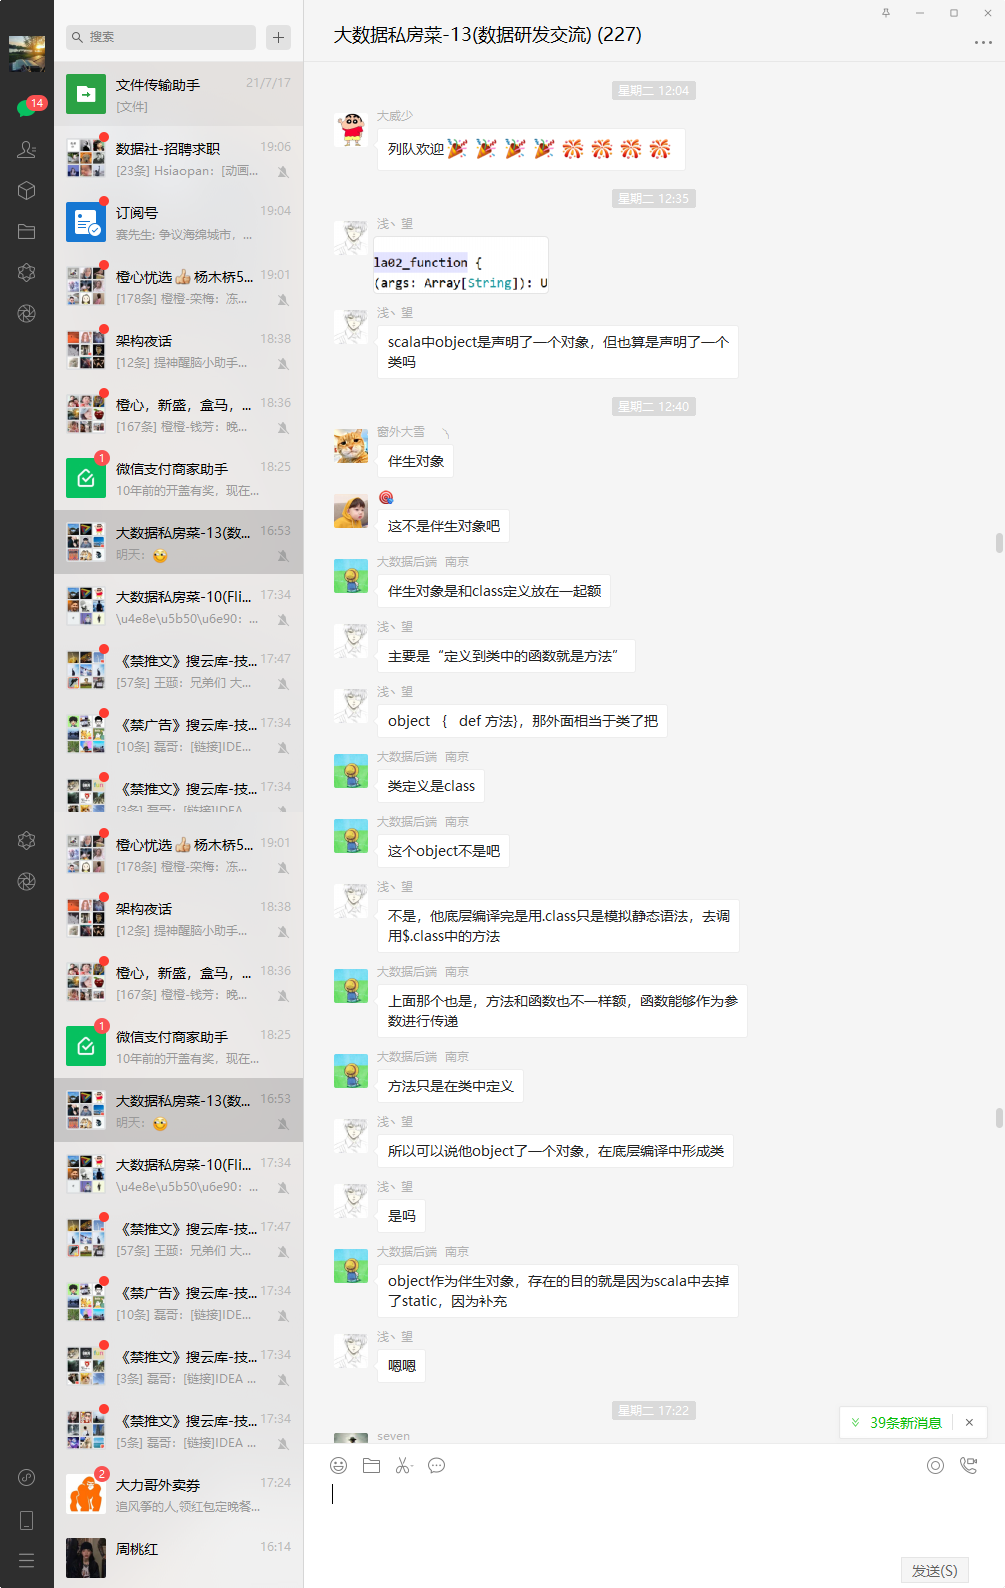 14
搜索
文件传输助手 21/7/17
[文件]
数据社-招聘求职 19:06
[23条] Hsiaopan：[动画...
订阅号 19:04
赛先生: 争议海绵城市，...
橙心忧选👍杨木桥5... 19:01
[178条] 橙橙-栾梅：冻...
架构夜话 18:38
[12条] 提神醒脑小助手...
橙心，新盛，盒马，... 18:36
[167条] 橙橙-钱芳：晚...
1
微信支付商家助手 18:25
10年前的开盖有奖，现在...
大数据私房菜-13(数... 16:53
明天：
大数据私房菜-10(Fli... 17:34
\u4e8e\u5b50\u6e90：...
《禁推文》搜云库-技... 17:47
[57条] 王题：兄弟们 大...
《禁广告》搜云库-技... 17:34
[10条] 磊哥：[链接]IDE...
《禁推文》搜云库-技... 17:34
[3条] 磊哥：[链接]IDEA ...
橙心忧选👍杨木桥5... 19:01
[178条] 橙橙-栾梅：冻...
架构夜话 18:38
[12条] 提神醒脑小助手...
橙心，新盛，盒马，... 18:36
[167条] 橙橙-钱芳：晚...
1
微信支付商家助手 18:25
10年前的开盖有奖，现在...
大数据私房菜-13(数... 16:53
明天：
大数据私房菜-10(Fli... 17:34
\u4e8e\u5b50\u6e90：...
《禁推文》搜云库-技... 17:47
[57条] 王题：兄弟们 大...
《禁广告》搜云库-技... 17:34
[10条] 磊哥：[链接]IDE...
《禁推文》搜云库-技... 17:34
[3条] 磊哥：[链接]IDEA ...
《禁推文》搜云库-技... 17:34
[5条] 磊哥：[链接]IDEA ...
2
大力哥外卖券 17:24
追风筝的人,领红包定晚餐...
周桃红 16:14
大数据私房菜-13(数据研发交流) (227)
星期二 12:04
大威少
列队欢迎🎉🎉🎉🎉🎊🎊🎊🎊
星期二 12:35
浅丶望
la02_function {
(args: Array[String]): U
浅丶望
scala中object是声明了一个对象，但也算是声明了一个
类吗
星期二 12:40
窗外大雪
伴生对象
🎯
这不是伴生对象吧
大数据后端 南京
伴生对象是和class定义放在一起额
浅丶望
主要是“定义到类中的函数就是方法”
浅丶望
object { def 方法}，那外面相当于类了把
大数据后端 南京
类定义是class
大数据后端 南京
这个object不是吧
浅丶望
不是，他底层编译完是用.class只是模拟静态语法，去调
用$.class中的方法
大数据后端 南京
上面那个也是，方法和函数也不一样额，函数能够作为参
数进行传递
大数据后端 南京
方法只是在类中定义
浅丶望
所以可以说他object了一个对象，在底层编译中形成类
浅丶望
是吗
大数据后端 南京
object作为伴生对象，存在的目的就是因为scala中去掉
了static，因为补充
浅丶望
嗯嗯
星期二 17:22
39条新消息
seven
发送(S)